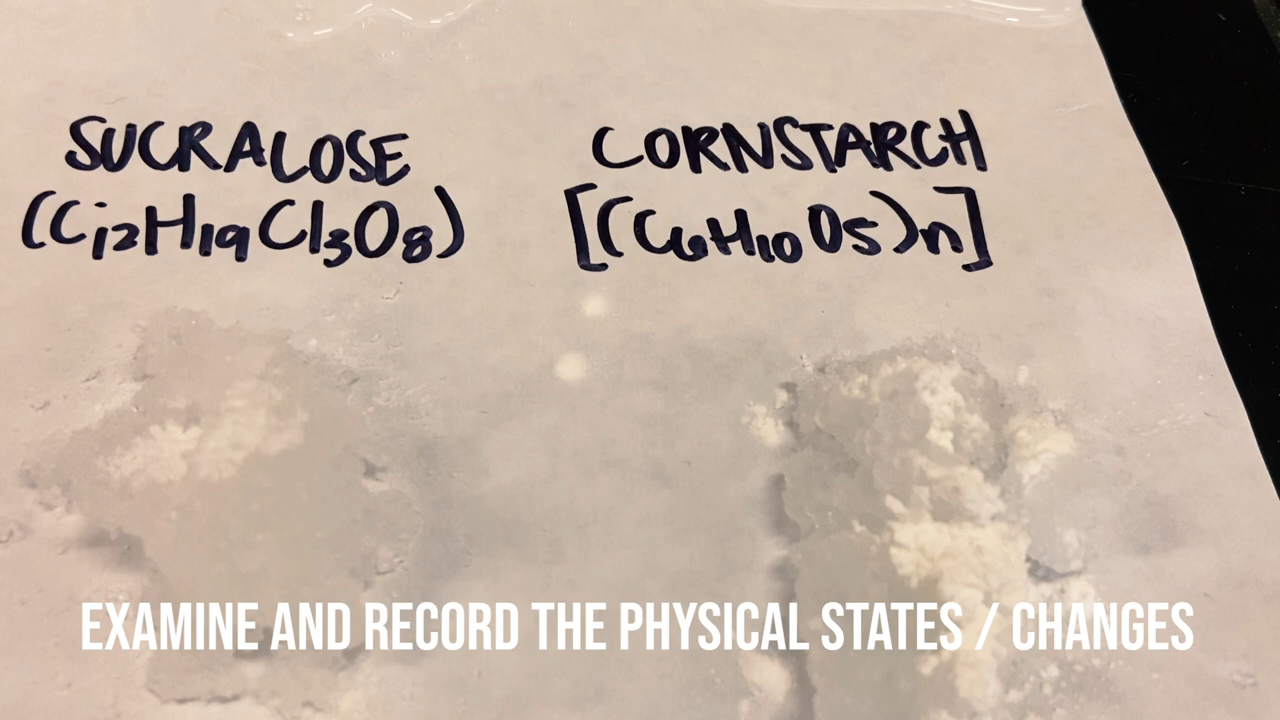 SUCRALOSE
(C12H19Cl3O8)
CORNSTARCH
[(C6H10O5)n]
EXAMINE AND RECORD THE PHYSICAL STATES / CHANGES